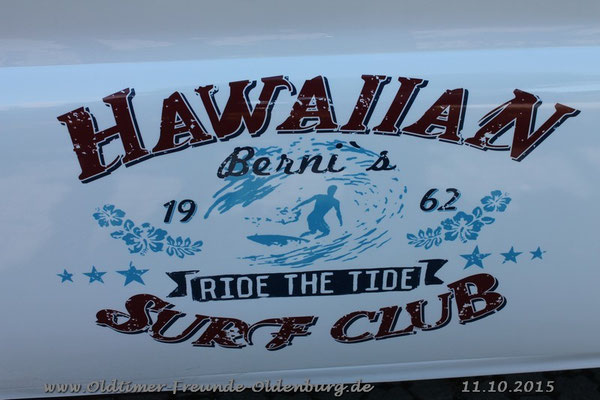 HAWAIIAN
Berni`s
19 62
RIDE THE TIDE
SURF CLUB
www.Oldtimer-Freunde-Oldenburg.de 11.10.2015